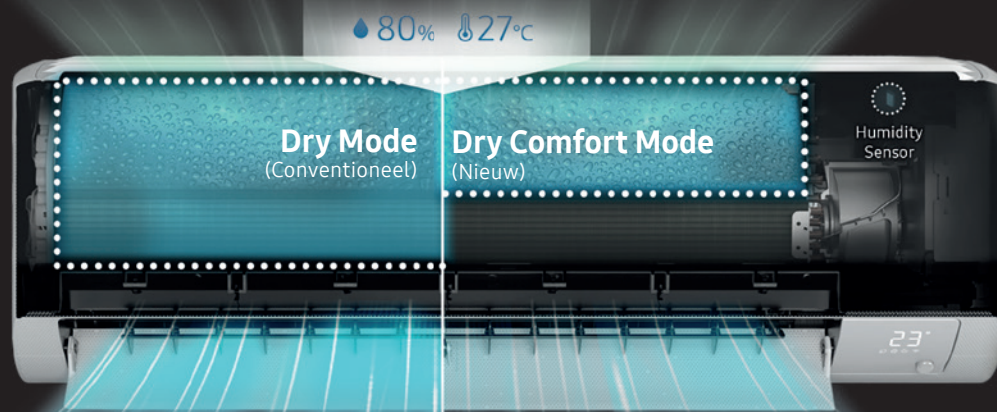 80% 27°C
Dry Mode
(Conventioneel)
Dry Comfort Mode
(Nieuw)
Humidity
Sensor
23°